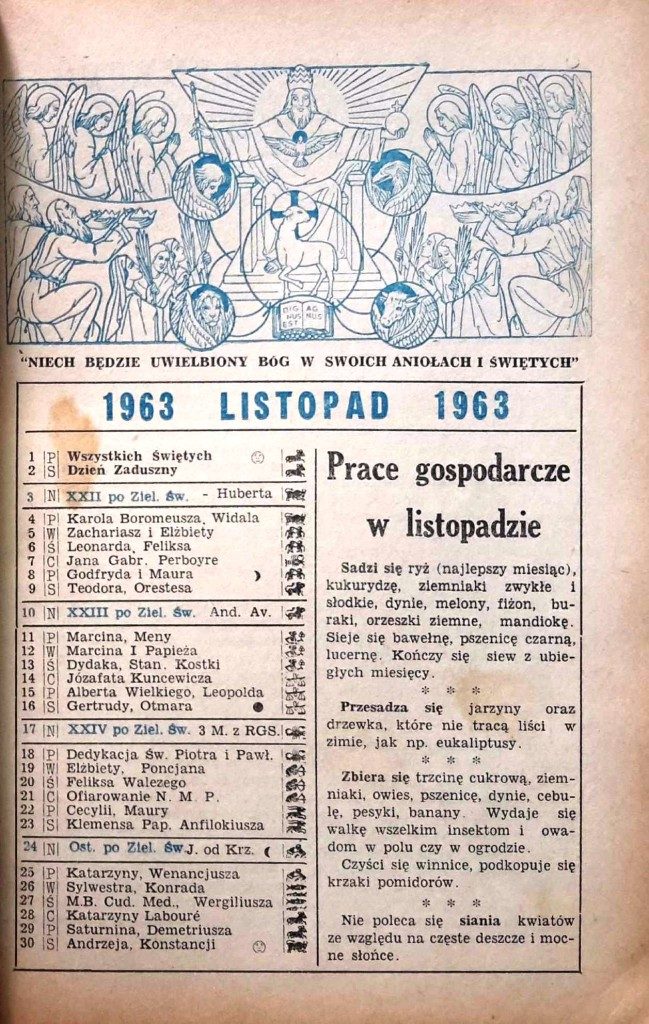 DIG NUS EST AG NUS
"NIECH BĘDZIE UWIELBIONY BÓG W SWOICH ANIOŁACH I ŚWIĘTYCH"
1963 LISTOPAD 1963
1 |P| Wszystkich Świętych
2 |S| Dzień Zaduszny
3 |N| XXII po Ziel. Św. - Huberta
4 |P| Karola Boromeusza, Widala
5 |W| Zachariasz i Elżbiety
6 |Ś| Leonarda, Feliksa
7 |C| Jana Gabr. Perboyre
8 |P| Godfryda i Maura
9 |S| Teodora, Orestesa
10 |N| XXIII po Ziel. Św. And. Av.
11 |P| Marcina, Meny
12 |W| Marcina I Papieża
13 |Ś| Dydaka, Stan. Kostki
14 |C| Józafata Kuncewicza
15 |P| Alberta Wielkiego, Leopolda
16 |S| Gertrudy, Otmara
17 |N| XXIV po Ziel. Św. 3 M. z RGS.
18 |P| Dedykacja Św. Piotra i Pawł.
19 |W| Elżbiety, Poncjana
20 |Ś| Feliksa Walezego
21 |C| Ofiarowanie N. M. P.
22 |P| Cecylii, Maury
23 |S| Klemensa Pap. Anfilokiusza
24 |N| Ost. po Ziel. Św. J. od Krz.
25 |P| Katarzyny, Wenancjusza
26 |W| Sylwestra, Konrada
27 |Ś| M.B. Cud. Med., Wergiliusza
28 |C| Katarzyny Labouré
29 |P| Saturnina, Demetriusza
30 |S| Andrzeja, Konstancji
Prace gospodarcze
w listopadzie
Sadzi się ryż (najlepszy miesiąc),
kukurydzę, ziemniaki zwykłe i
słodkie, dynie, melony, fiżon, bu-
raki, orzeszki ziemne, mandiokę.
Sieje się bawełnę, pszenicę czarną,
lucernę. Kończy się siew z ubie-
głych miesięcy.
* * *
Przesadza się jarzyny oraz
drzewka, które nie tracą liści w
zimie, jak np. eukaliptusy.
* * *
Zbiera się trzcinę cukrową, ziem-
niaki, owies, pszenicę, dynie, cebu-
lę, pesyki, banany. Wydaje się
walkę wszelkim insektom i owa-
dom w polu czy w ogrodzie.
Czyści się winnice, podkopuje się
krzaki pomidorów.
* * *
Nie poleca się siania kwiatów
ze względu na częste deszcze i moc-
ne słońce.